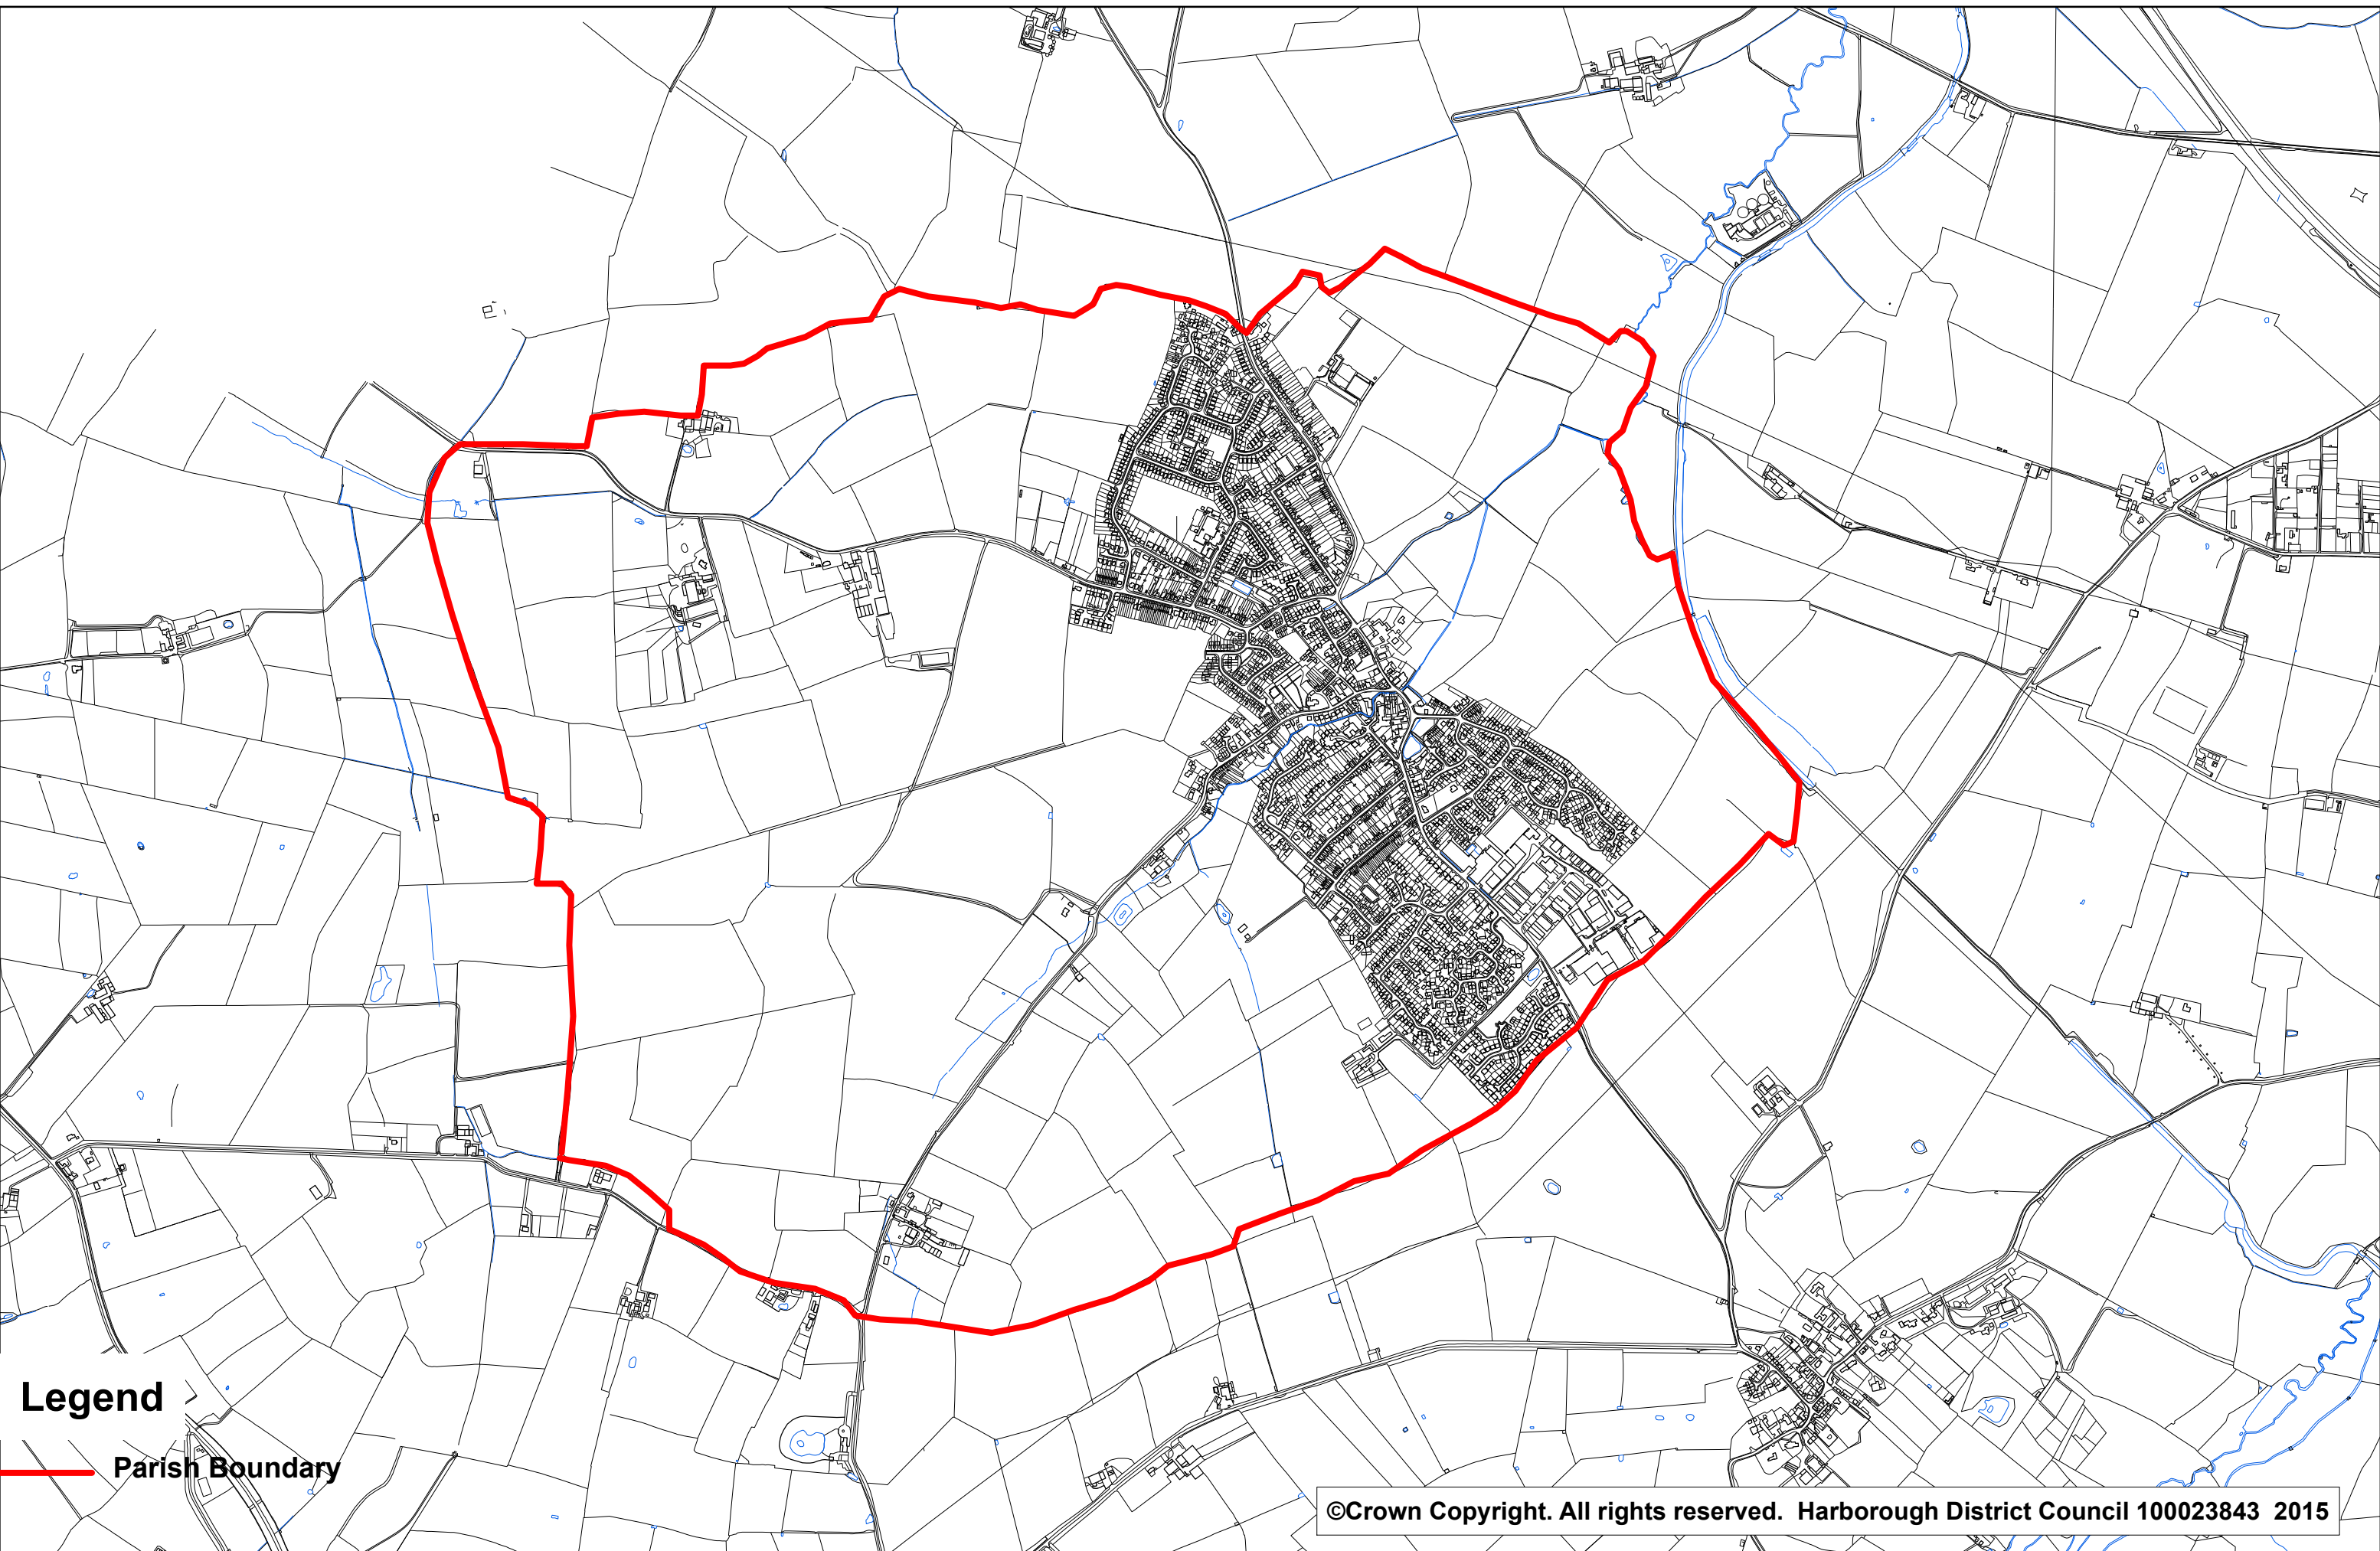 Legend
Parish Boundary
©Crown Copyright. All rights reserved. Harborough District Council 100023843 2015